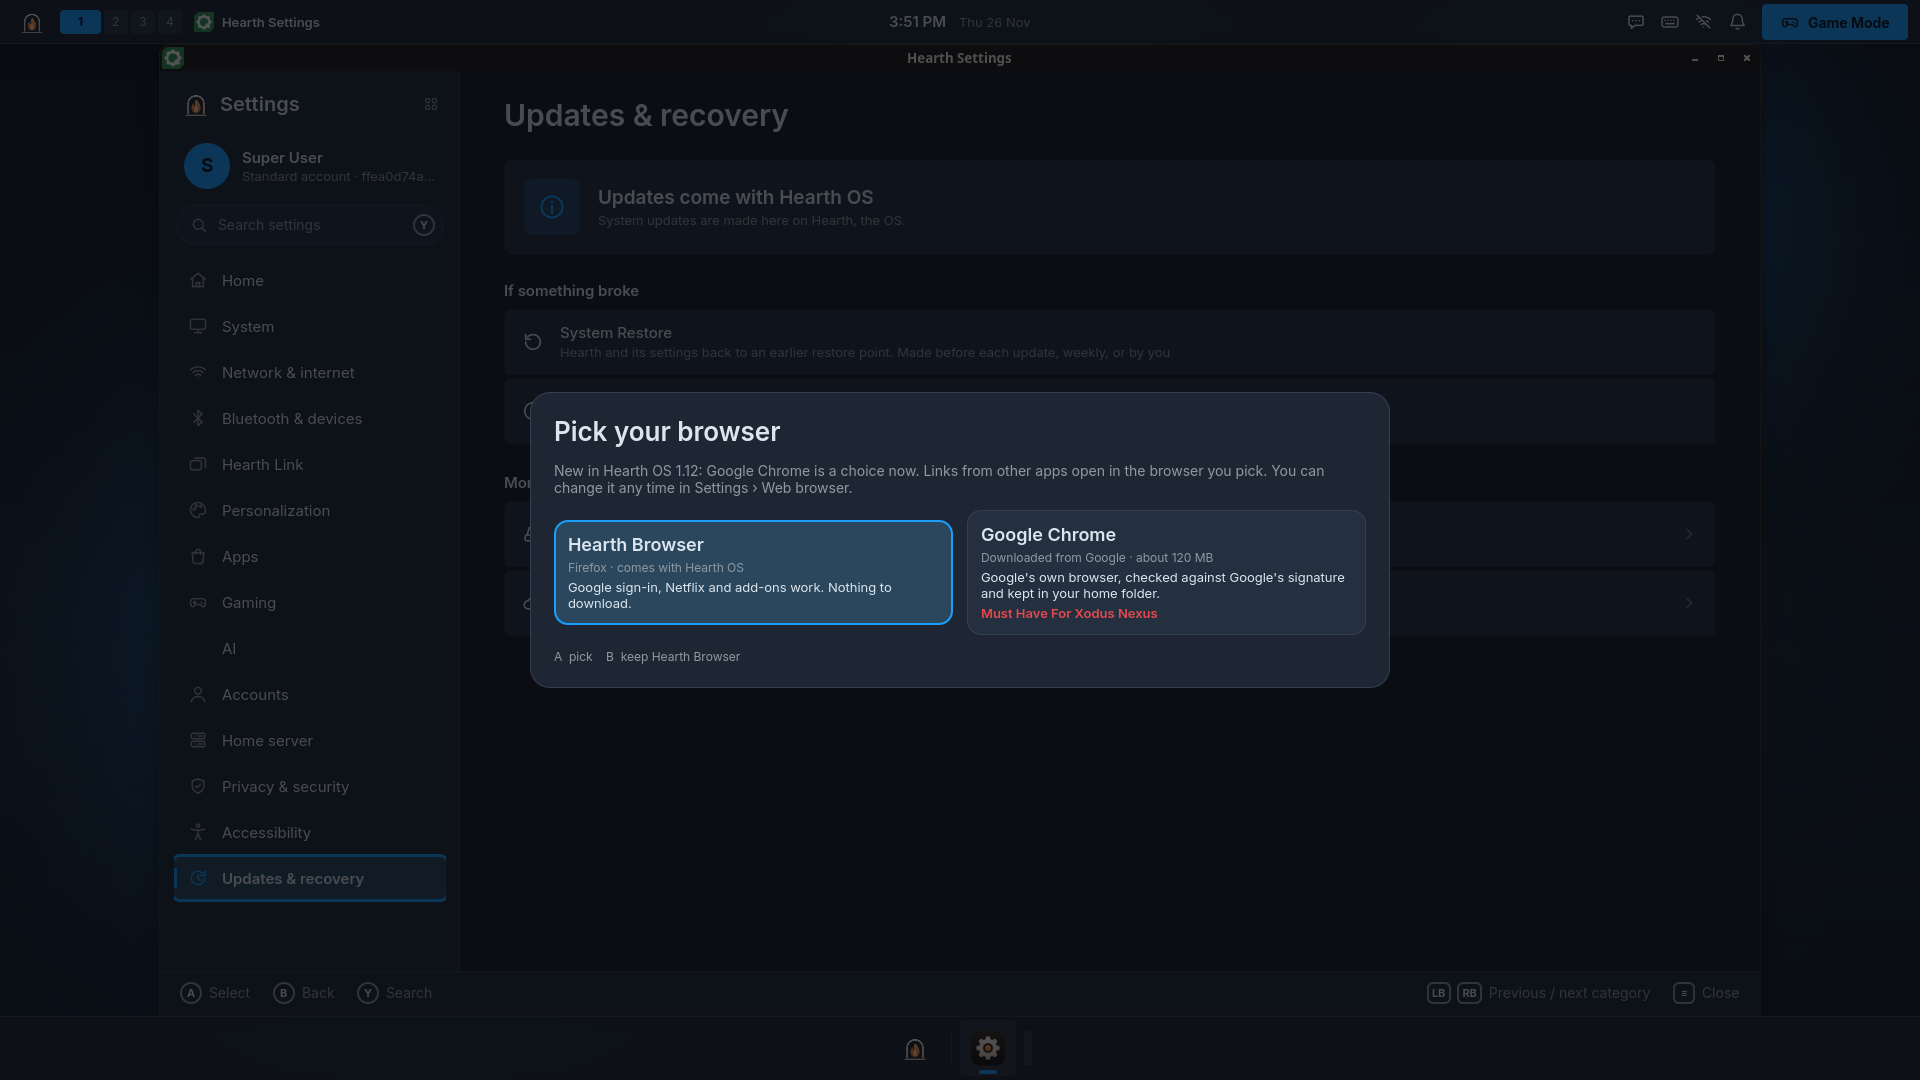 1 2 3 4 Hearth Settings
3:51 PM Thu 26 Nov
Game Mode
Hearth Settings
Settings
S
Super User
Standard account · ffea0d74a...
Search settings Y
Home
System
Network & internet
Bluetooth & devices
Hearth Link
Personalization
Apps
Gaming
AI
Accounts
Home server
Privacy & security
Accessibility
Updates & recovery
Updates & recovery
Updates come with Hearth OS
System updates are made here on Hearth, the OS.
If something broke
System Restore
Hearth and its settings back to an earlier restore point. Made before each update, weekly, or by you
Pick your browser
New in Hearth OS 1.12: Google Chrome is a choice now. Links from other apps open in the browser you pick. You can
change it any time in Settings › Web browser.
Hearth Browser
Firefox · comes with Hearth OS
Google sign-in, Netflix and add-ons work. Nothing to
download.
Google Chrome
Downloaded from Google · about 120 MB
Google's own browser, checked against Google's signature
and kept in your home folder.
Must Have For Xodus Nexus
A pick B keep Hearth Browser
A Select B Back Y Search
LB RB Previous / next category ≡ Close